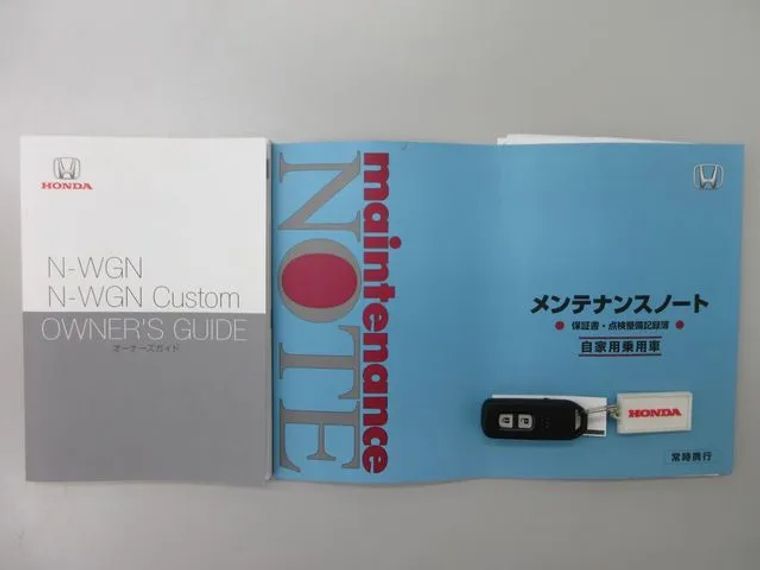 HONDA
N-WGN
N-WGN Custom
OWNER'S GUIDE
オーナーズガイド
maintenance
NOTE
メンテナンスノート
● 保証書・点検整備記録簿 ●
自家用乗用車
HONDA
常時携行